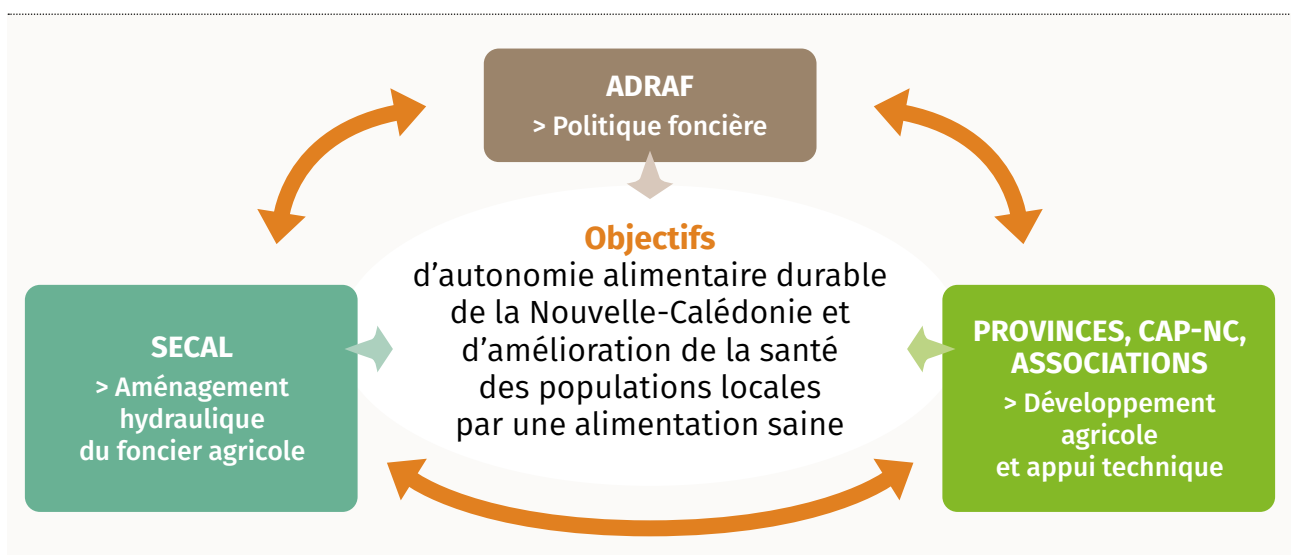 ADRAF
> Politique foncière
Objectifs
d’autonomie alimentaire durable
de la Nouvelle-Calédonie et
d’amélioration de la santé
des populations locales
par une alimentation saine
SECAL
> Aménagement
hydraulique
du foncier agricole
PROVINCES, CAP-NC,
ASSOCIATIONS
> Développement
agricole
et appui technique